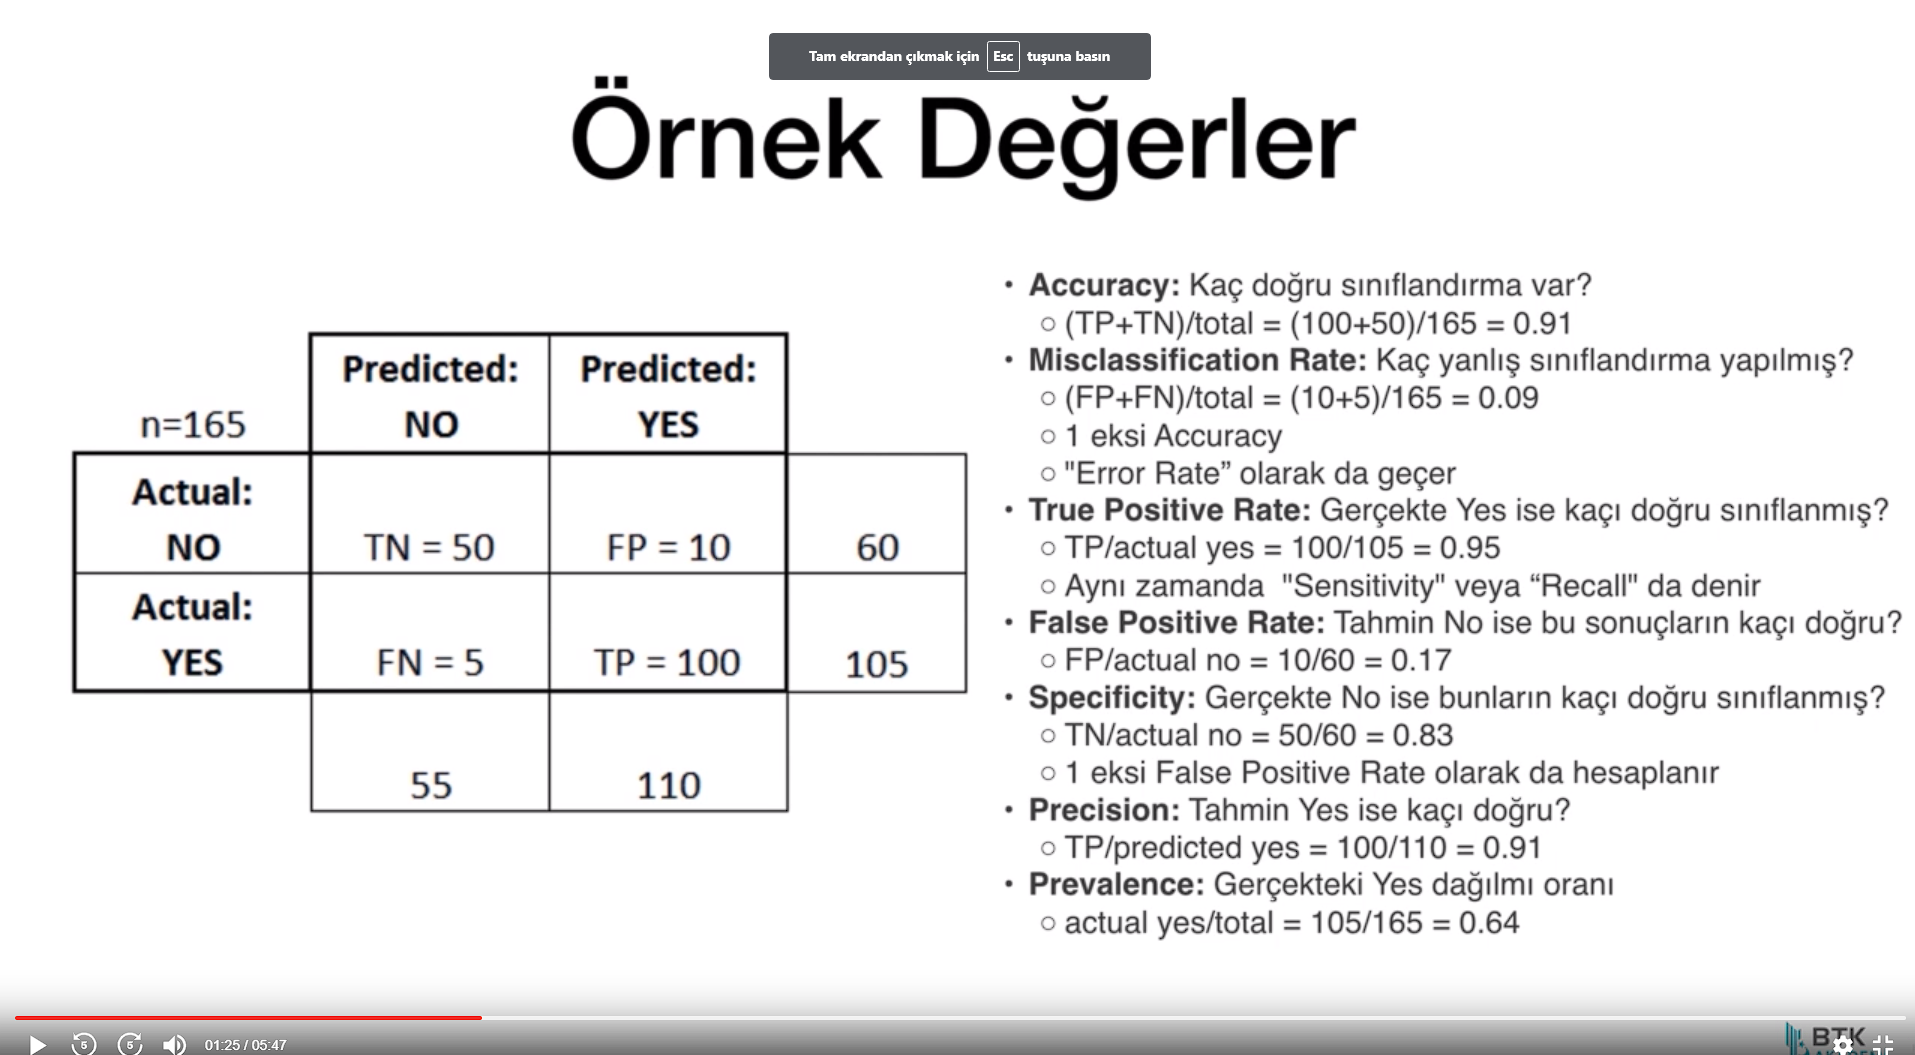 Tam ekrandan çıkmak için Esc tuşuna basın
Örnek Değerler
n=165
Predicted:
NO
Predicted:
YES
Actual:
NO
TN = 50
FP = 10
60
Actual:
YES
FN = 5
TP = 100
105
55
110
• Accuracy: Kaç doğru sınıflandırma var?
○ (TP+TN)/total = (100+50)/165 = 0.91
• Misclassification Rate: Kaç yanlış sınıflandırma yapılmış?
○ (FP+FN)/total = (10+5)/165 = 0.09
○ 1 eksi Accuracy
○ "Error Rate” olarak da geçer
• True Positive Rate: Gerçekte Yes ise kaçı doğru sınıflanmış?
○ TP/actual yes = 100/105 = 0.95
○ Aynı zamanda "Sensitivity" veya “Recall" da denir
• False Positive Rate: Tahmin No ise bu sonuçların kaçı doğru?
○ FP/actual no = 10/60 = 0.17
• Specificity: Gerçekte No ise bunların kaçı doğru sınıflanmış?
○ TN/actual no = 50/60 = 0.83
○ 1 eksi False Positive Rate olarak da hesaplanır
• Precision: Tahmin Yes ise kaçı doğru?
○ TP/predicted yes = 100/110 = 0.91
• Prevalence: Gerçekteki Yes dağılmı oranı
○ actual yes/total = 105/165 = 0.64
5
5
01:25 / 05:47
BTK